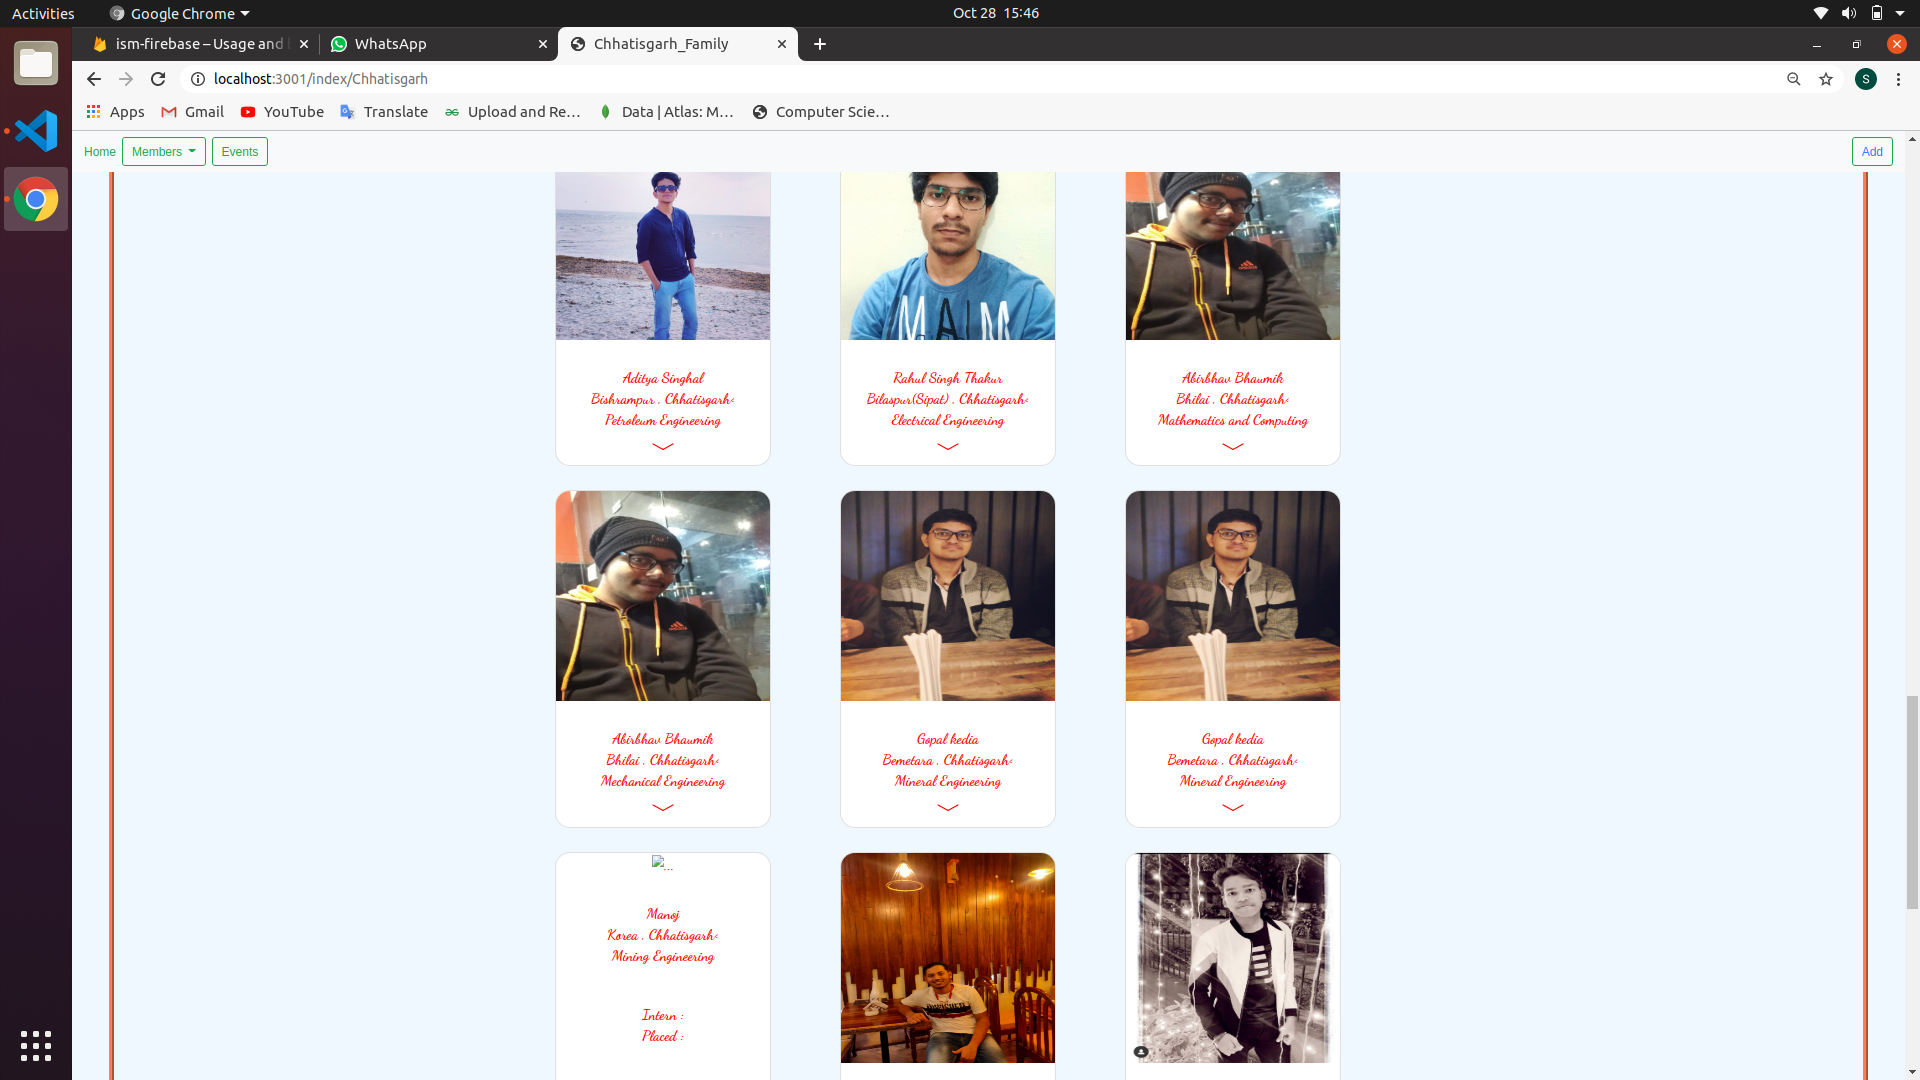 Activities
Google Chrome
Oct 28 15:46
ism-firebase – Usage and
WhatsApp
Chhatisgarh_Family
localhost:3001/index/Chhatisgarh
S
Apps
Gmail
YouTube
Translate
Upload and Re...
Data | Atlas: M...
Computer Scie...
Home
Members
Events
Add
MAIM
Aditya Singhal
Bishrampur , Chhatisgarh<
Petroleum Engineering
Rahul Singh Thakur
Bilaspur(Sipat) , Chhatisgarh<
Electrical Engineering
adidas
Abirbhav Bhaumik
Bhilai , Chhatisgarh<
Mathematics and Computing
Abirbhav Bhaumik
Bhilai , Chhatisgarh<
Mechanical Engineering
Gopal kedia
Bemetara , Chhatisgarh<
Mineral Engineering
Gopal kedia
Bemetara , Chhatisgarh<
Mineral Engineering
...
Manoj
Korea , Chhatisgarh<
Mining Engineering
Intern :
Placed :